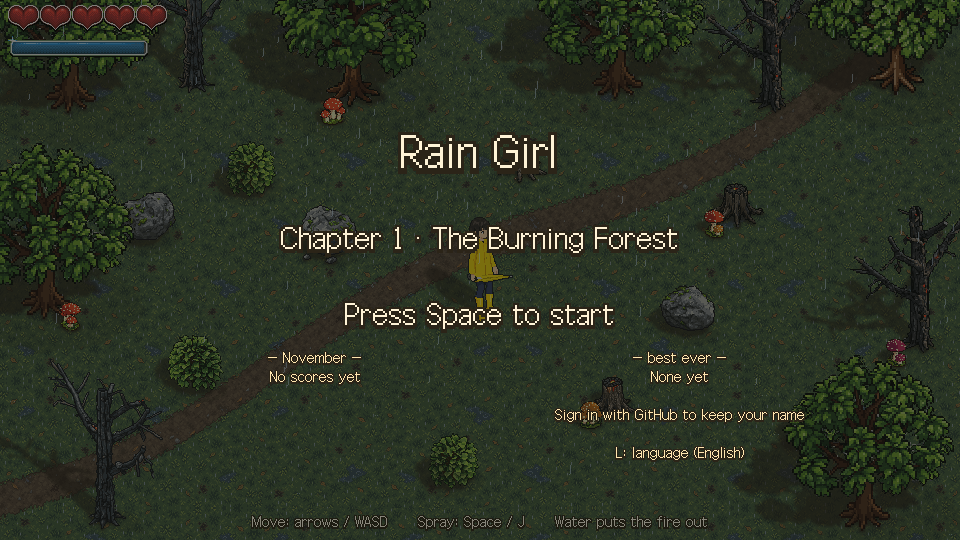 Rain Girl
Chapter 1 · The Burning Forest
Press Space to start
— November —
No scores yet
— best ever —
None yet
Sign in with GitHub to keep your name
L: language (English)
Move: arrows / WASD Spray: Space / J Water puts the fire out